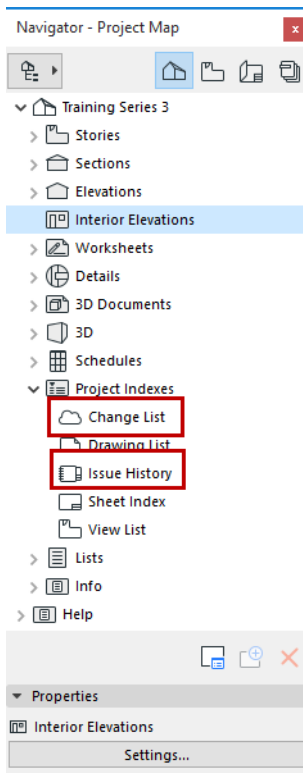 Navigator - Project Map
x
Training Series 3
Stories
Sections
Elevations
Interior Elevations
Worksheets
Details
3D Documents
3D
Schedules
Project Indexes
Change List
Drawing List
Issue History
Sheet Index
View List
Lists
Info
Help
Properties
Interior Elevations
Settings...